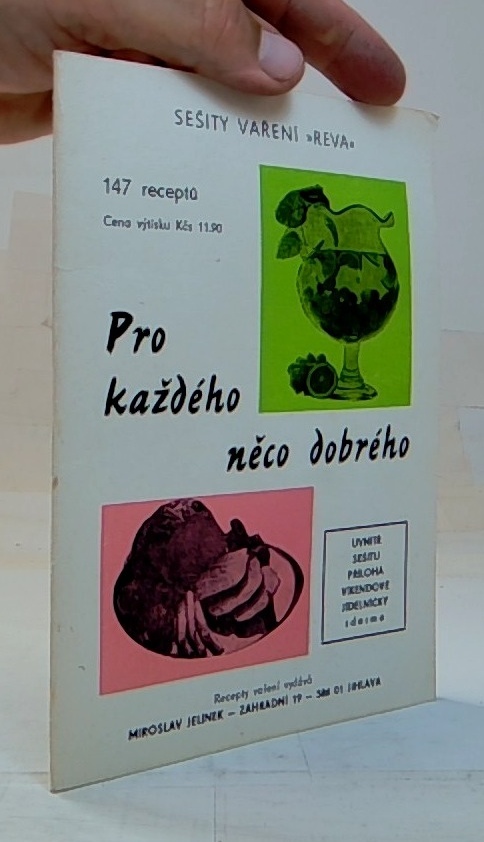 SEŠITY VAŘENÍ »REVA«
147 receptů
Cena výtisku Kčs 11.90
Pro
každého
něco dobrého
UVNITŘ
SEŠITU
PŘÍLOHA
VÍKENDOVÉ
JÍDELNÍČKY
zdarma
Recepty vaření vydává
MIROSLAV JELÍNEK — ZAHRADNÍ 19 — 586 01 JIHLAVA